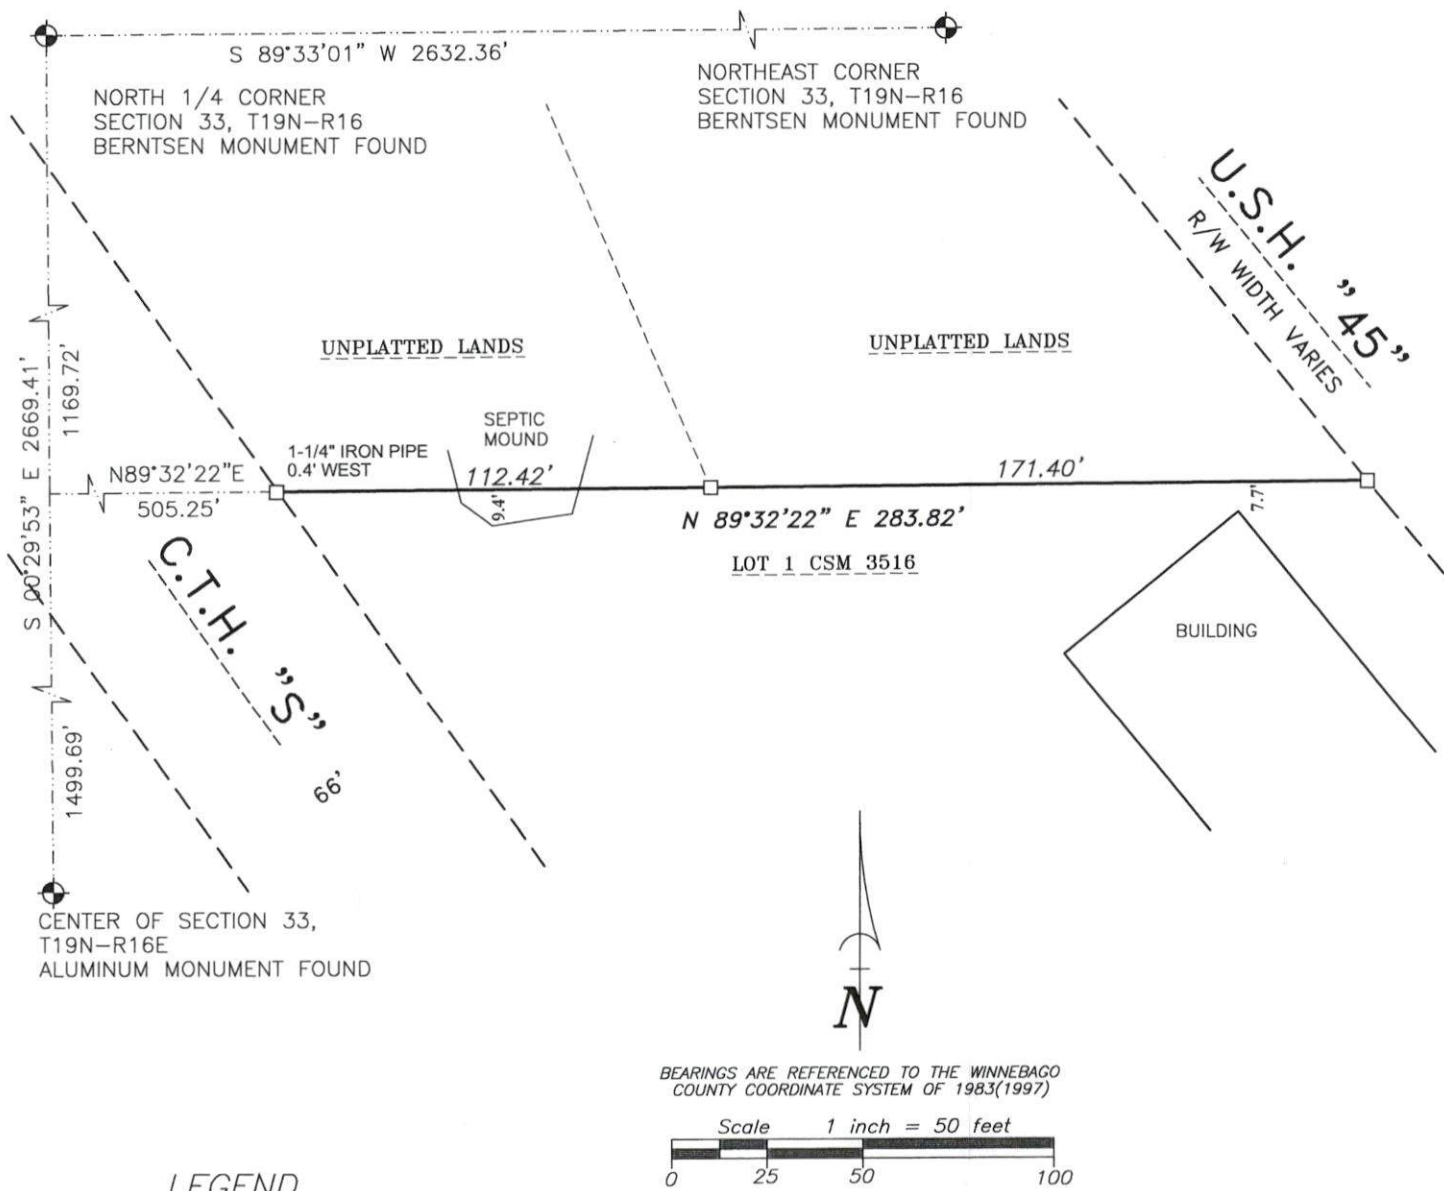 S 89°33'01" W 2632.36'
NORTH 1/4 CORNER
SECTION 33, T19N-R16
BERNTSEN MONUMENT FOUND
NORTHEAST CORNER
SECTION 33, T19N-R16
BERNTSEN MONUMENT FOUND
U.S.H. "45"
R/W WIDTH VARIES
UNPLATTED LANDS
UNPLATTED LANDS
S 00°29'53" E 2669.41'
1169.72'
1499.69'
N89°32'22"E
505.25'
1-1/4" IRON PIPE
0.4' WEST
SEPTIC
MOUND
112.42'
9.4'
171.40'
7.7'
N 89°32'22" E 283.82'
LOT 1 CSM 3516
C.T.H. "S"
66'
BUILDING
CENTER OF SECTION 33,
T19N-R16E
ALUMINUM MONUMENT FOUND
N
BEARINGS ARE REFERENCED TO THE WINNEBAGO
COUNTY COORDINATE SYSTEM OF 1983(1997)
Scale 1 inch = 50 feet
0 25 50 100
LEGEND